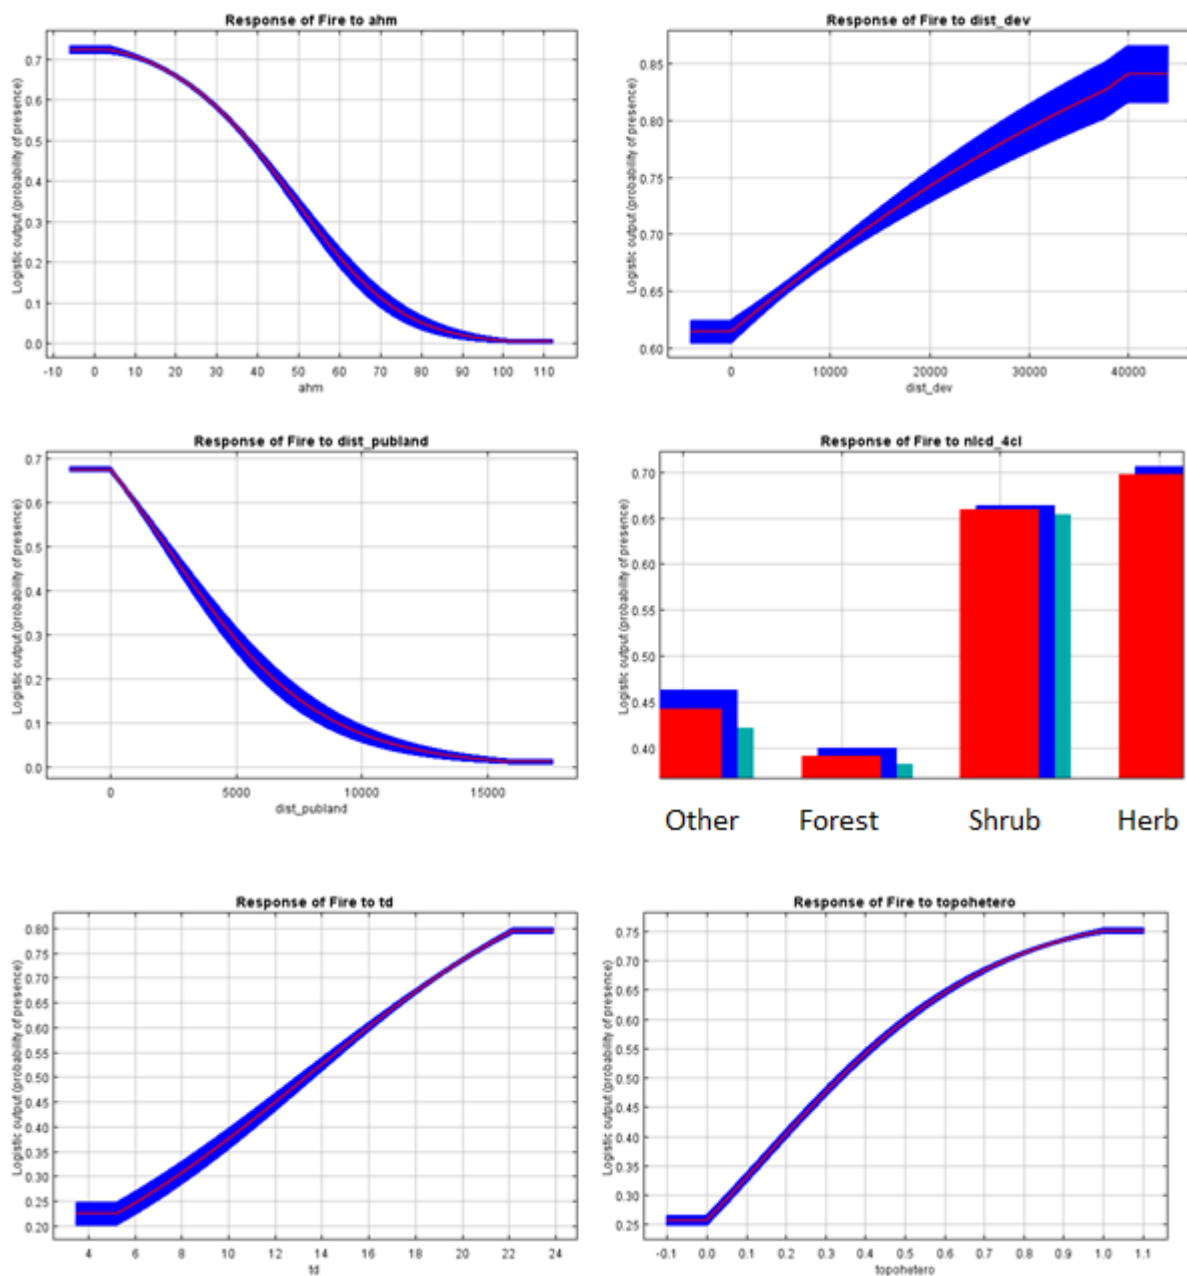 Response of Fire to ahm
Logistic output (probability of presence)
0.7
0.6
0.5
0.4
0.3
0.2
0.1
0.0
-10 0 10 20 30 40 50 60 70 80 90 100 110
ahm
Response of Fire to dist_dev
Logistic output (probability of presence)
0.85
0.80
0.75
0.70
0.65
0.60
0 10000 20000 30000 40000
dist_dev
Response of Fire to dist_publand
Logistic output (probability of presence)
0.7
0.6
0.5
0.4
0.3
0.2
0.1
0.0
0 5000 10000 15000
dist_publand
Response of Fire to nlcd_4cl
Logistic output (probability of presence)
0.70
0.65
0.60
0.55
0.50
0.45
0.40
Other Forest Shrub Herb
Response of Fire to td
Logistic output (probability of presence)
0.80
0.75
0.70
0.65
0.60
0.55
0.50
0.45
0.40
0.35
0.30
0.25
0.20
4 6 8 10 12 14 16 18 20 22 24
td
Response of Fire to topohetero
Logistic output (probability of presence)
0.75
0.70
0.65
0.60
0.55
0.50
0.45
0.40
0.35
0.30
0.25
-0.1 0.0 0.1 0.2 0.3 0.4 0.5 0.6 0.7 0.8 0.9 1.0 1.1
topohetero